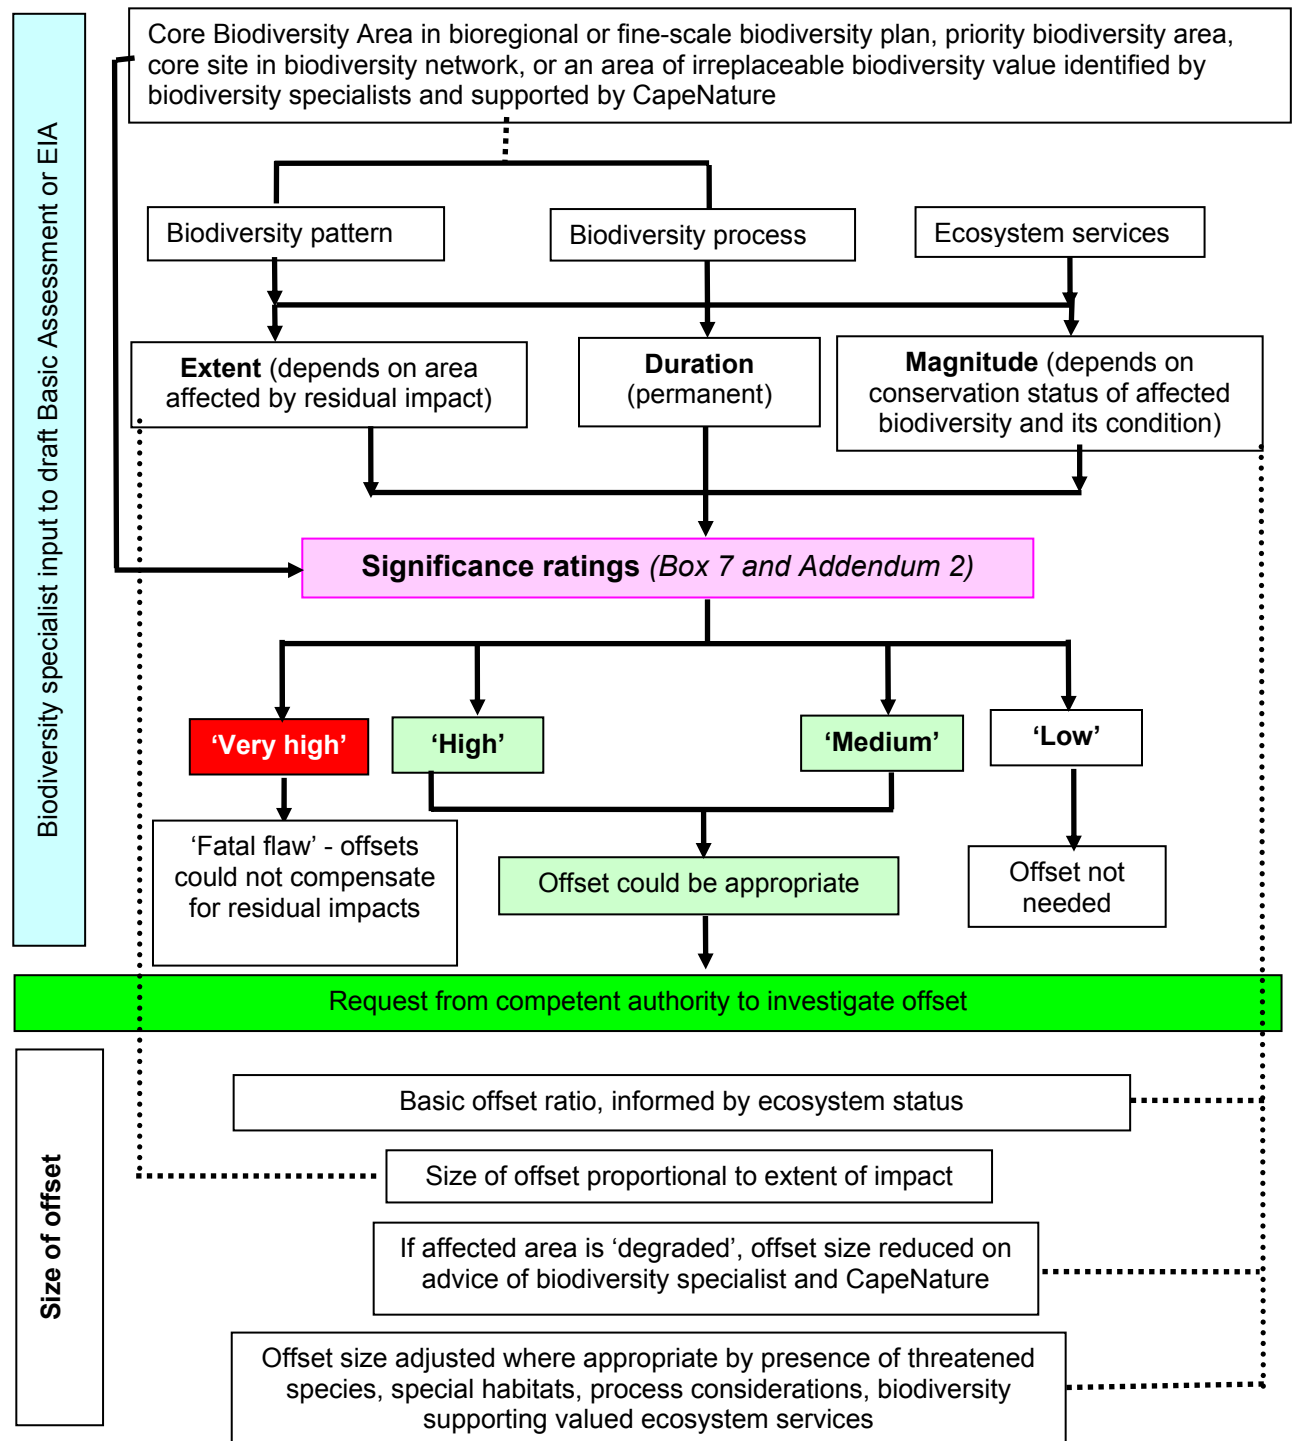 Biodiversity specialist input to draft Basic Assessment or EIA
Core Biodiversity Area in bioregional or fine-scale biodiversity plan, priority biodiversity area,
core site in biodiversity network, or an area of irreplaceable biodiversity value identified by
biodiversity specialists and supported by CapeNature
Biodiversity pattern
Biodiversity process
Ecosystem services
Extent (depends on area
affected by residual impact)
Duration
(permanent)
Magnitude (depends on
conservation status of affected
biodiversity and its condition)
Significance ratings (Box 7 and Addendum 2)
‘Very high’
‘High’
‘Medium’
‘Low’
‘Fatal flaw’ - offsets
could not compensate
for residual impacts
Offset could be appropriate
Offset not
needed
Request from competent authority to investigate offset
Size of offset
Basic offset ratio, informed by ecosystem status
Size of offset proportional to extent of impact
If affected area is ‘degraded’, offset size reduced on
advice of biodiversity specialist and CapeNature
Offset size adjusted where appropriate by presence of threatened
species, special habitats, process considerations, biodiversity
supporting valued ecosystem services